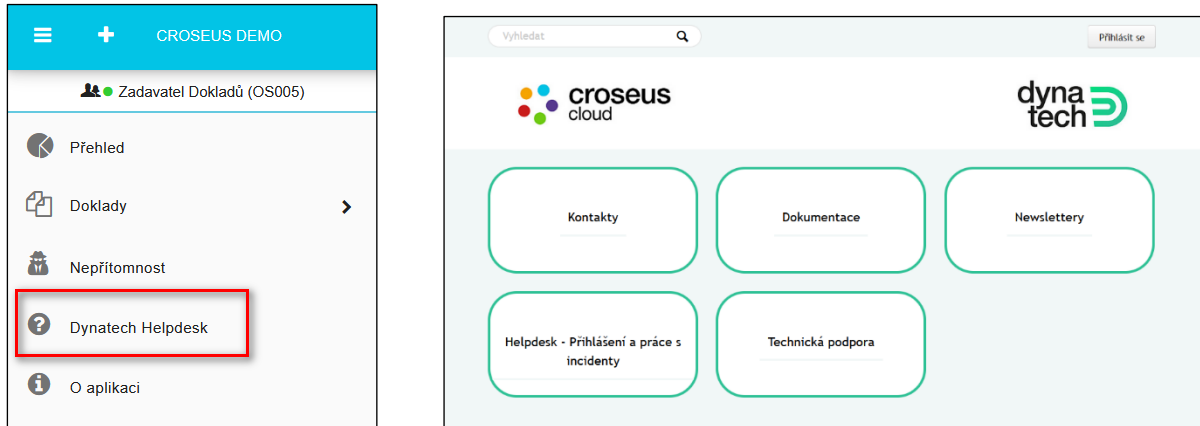 CROSEUS DEMO
Zadavatel Dokladů (OS005)
Přehled
Doklady
Nepřítomnost
Dynatech Helpdesk
O aplikaci
Vyhledat
Přihlásit se
croseus
cloud
dyna
tech
Kontakty
Dokumentace
Newslettery
Helpdesk - Přihlášení a práce s
incidenty
Technická podpora